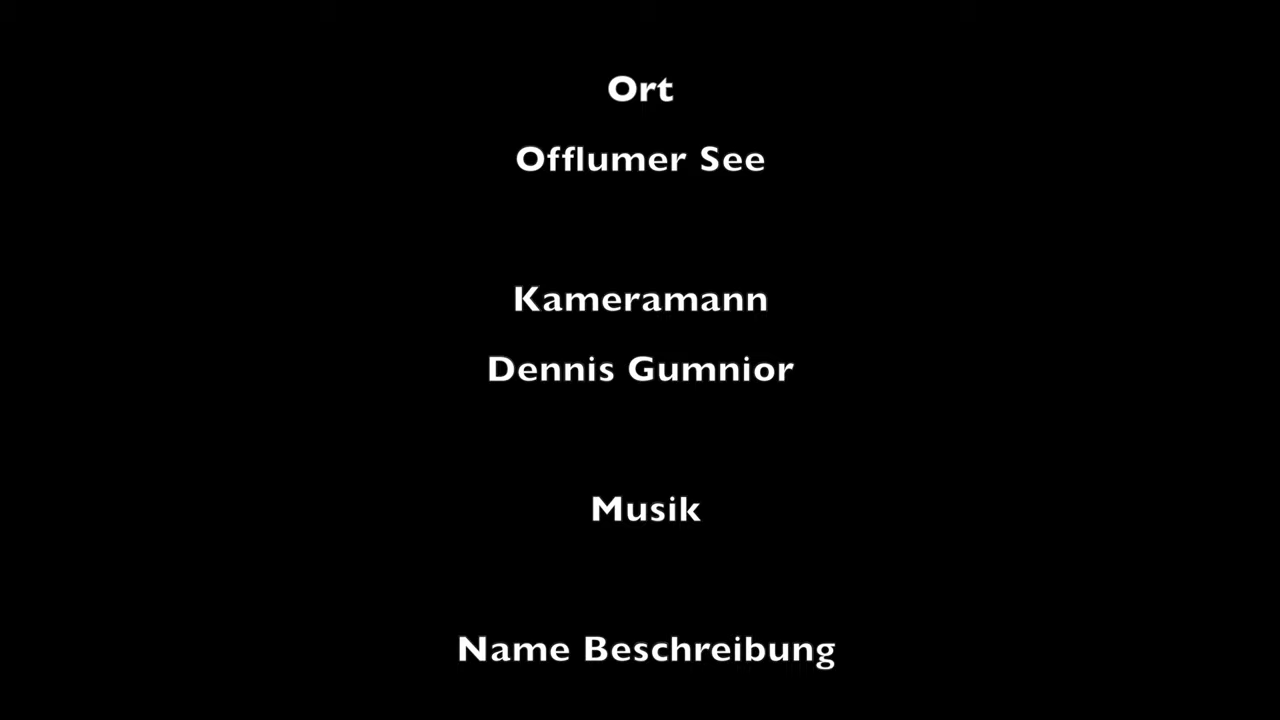 Ort
Offlumer See
Kameramann
Dennis Gumnior
Musik
Name Beschreibung